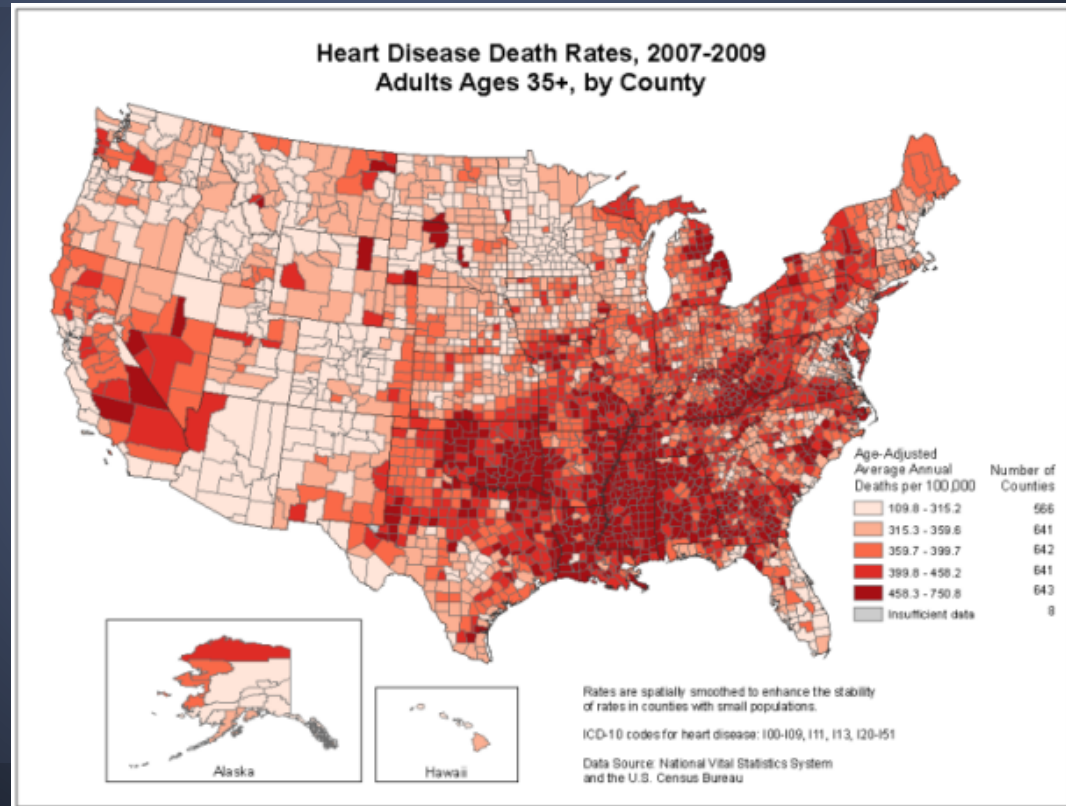 Heart Disease Death Rates, 2007-2009
Adults Ages 35+, by County
Age-Adjusted
Average Annual
Deaths per 100,000
Number of
Counties
109.8 - 315.2 566
315.3 - 359.6 641
359.7 - 399.7 642
399.8 - 458.2 641
458.3 - 750.8 643
Insufficient data 8
Alaska
Hawaii
Rates are spatially smoothed to enhance the stability
of rates in counties with small populations.
ICD-10 codes for heart disease: I00-I09, I11, I13, I20-I51
Data Source: National Vital Statistics System
and the U.S. Census Bureau